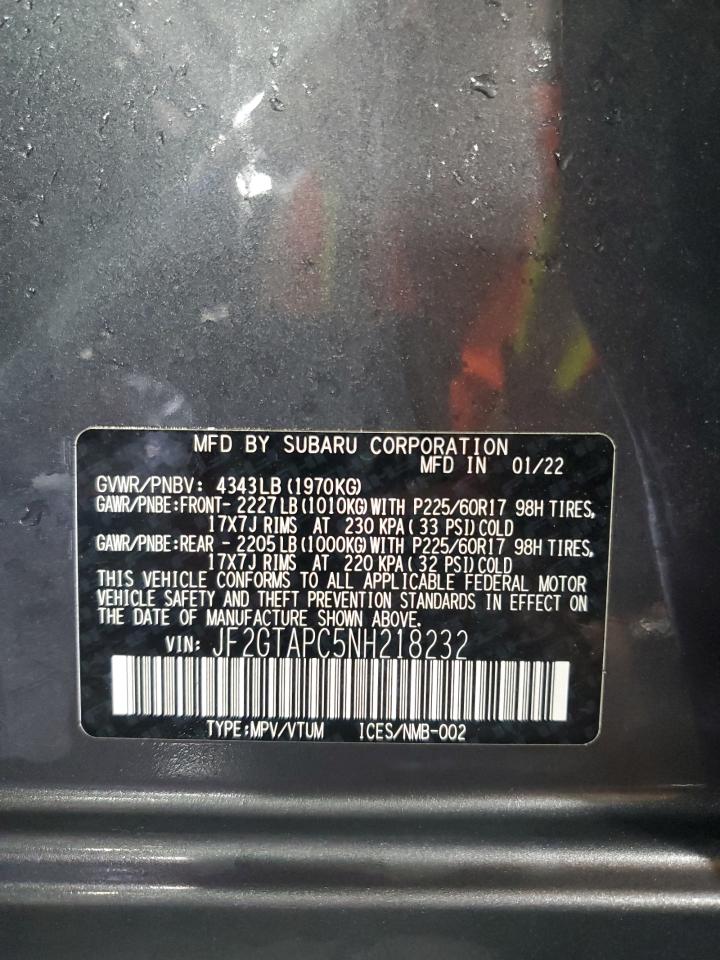 MFD BY SUBARU CORPORATION
MFD IN 01/22
GVWR/PNBV: 4343LB (1970KG)
GAWR/PNBE:FRONT- 2227LB (1010KG) WITH P225/60R17 98H TIRES,
17X7J RIMS AT 230 KPA ( 33 PSI) COLD
GAWR/PNBE:REAR - 2205LB (1000KG) WITH P225/60R17 98H TIRES,
17X7J RIMS AT 220 KPA ( 32 PSI) COLD
THIS VEHICLE CONFORMS TO ALL APPLICABLE FEDERAL MOTOR
VEHICLE SAFETY AND THEFT PREVENTION STANDARDS IN EFFECT ON
THE DATE OF MANUFACTURE SHOWN ABOVE.
VIN: JF2GTAPC5NH218232
TYPE:MPV/VTUM ICES/NMB-002